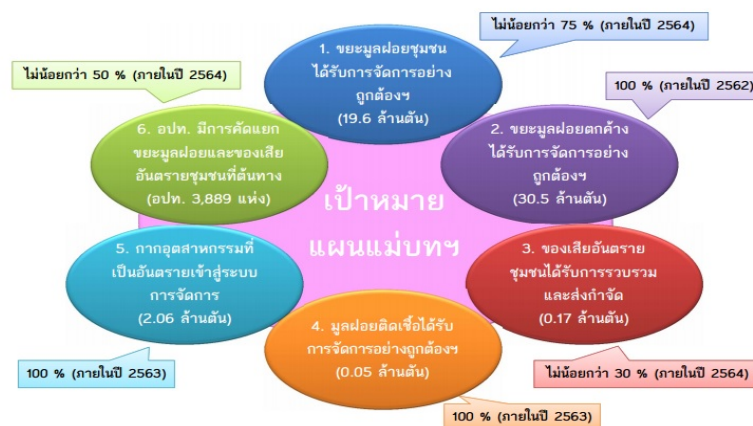 ไม่น้อยกว่า 75 % (ภายในปี 2564)
1. ขยะมูลฝอยชุมชน
ได้รับการจัดการอย่าง
ถูกต้องฯ
(19.6 ล้านตัน)
100 % (ภายในปี 2562)
2. ขยะมูลฝอยตกค้าง
ได้รับการจัดการอย่าง
ถูกต้องฯ
(30.5 ล้านตัน)
3. ของเสียอันตราย
ชุมชนได้รับการรวบรวม
และส่งกำจัด
(0.17 ล้านตัน)
ไม่น้อยกว่า 30 % (ภายในปี 2564)
4. มูลฝอยติดเชื้อได้รับ
การจัดการอย่างถูกต้องฯ
(0.05 ล้านตัน)
100 % (ภายในปี 2563)
5. กากอุตสาหกรรมที่
เป็นอันตรายเข้าสู่ระบบ
การจัดการ
(2.06 ล้านตัน)
100 % (ภายในปี 2563)
ไม่น้อยกว่า 50 % (ภายในปี 2564)
6. อปท. มีการคัดแยก
ขยะมูลฝอยและของเสีย
อันตรายชุมชนที่ต้นทาง
(อปท. 3,889 แห่ง)
เป้าหมาย
แผนแม่บทฯ